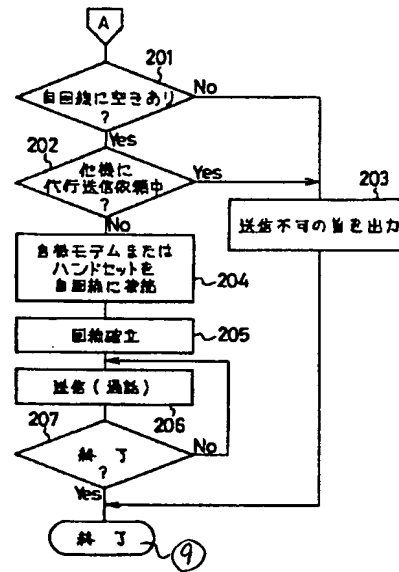 A
201
自回線に空きあり
?
No
Yes
202
他機に
代行送信依頼中
?
Yes
203
No
送信不可の旨を出力
自機モデムまたは
ハンドセットを
自回線に接続
204
回線確立
205
送信(通話)
206
207
終了
?
No
Yes
終了
9